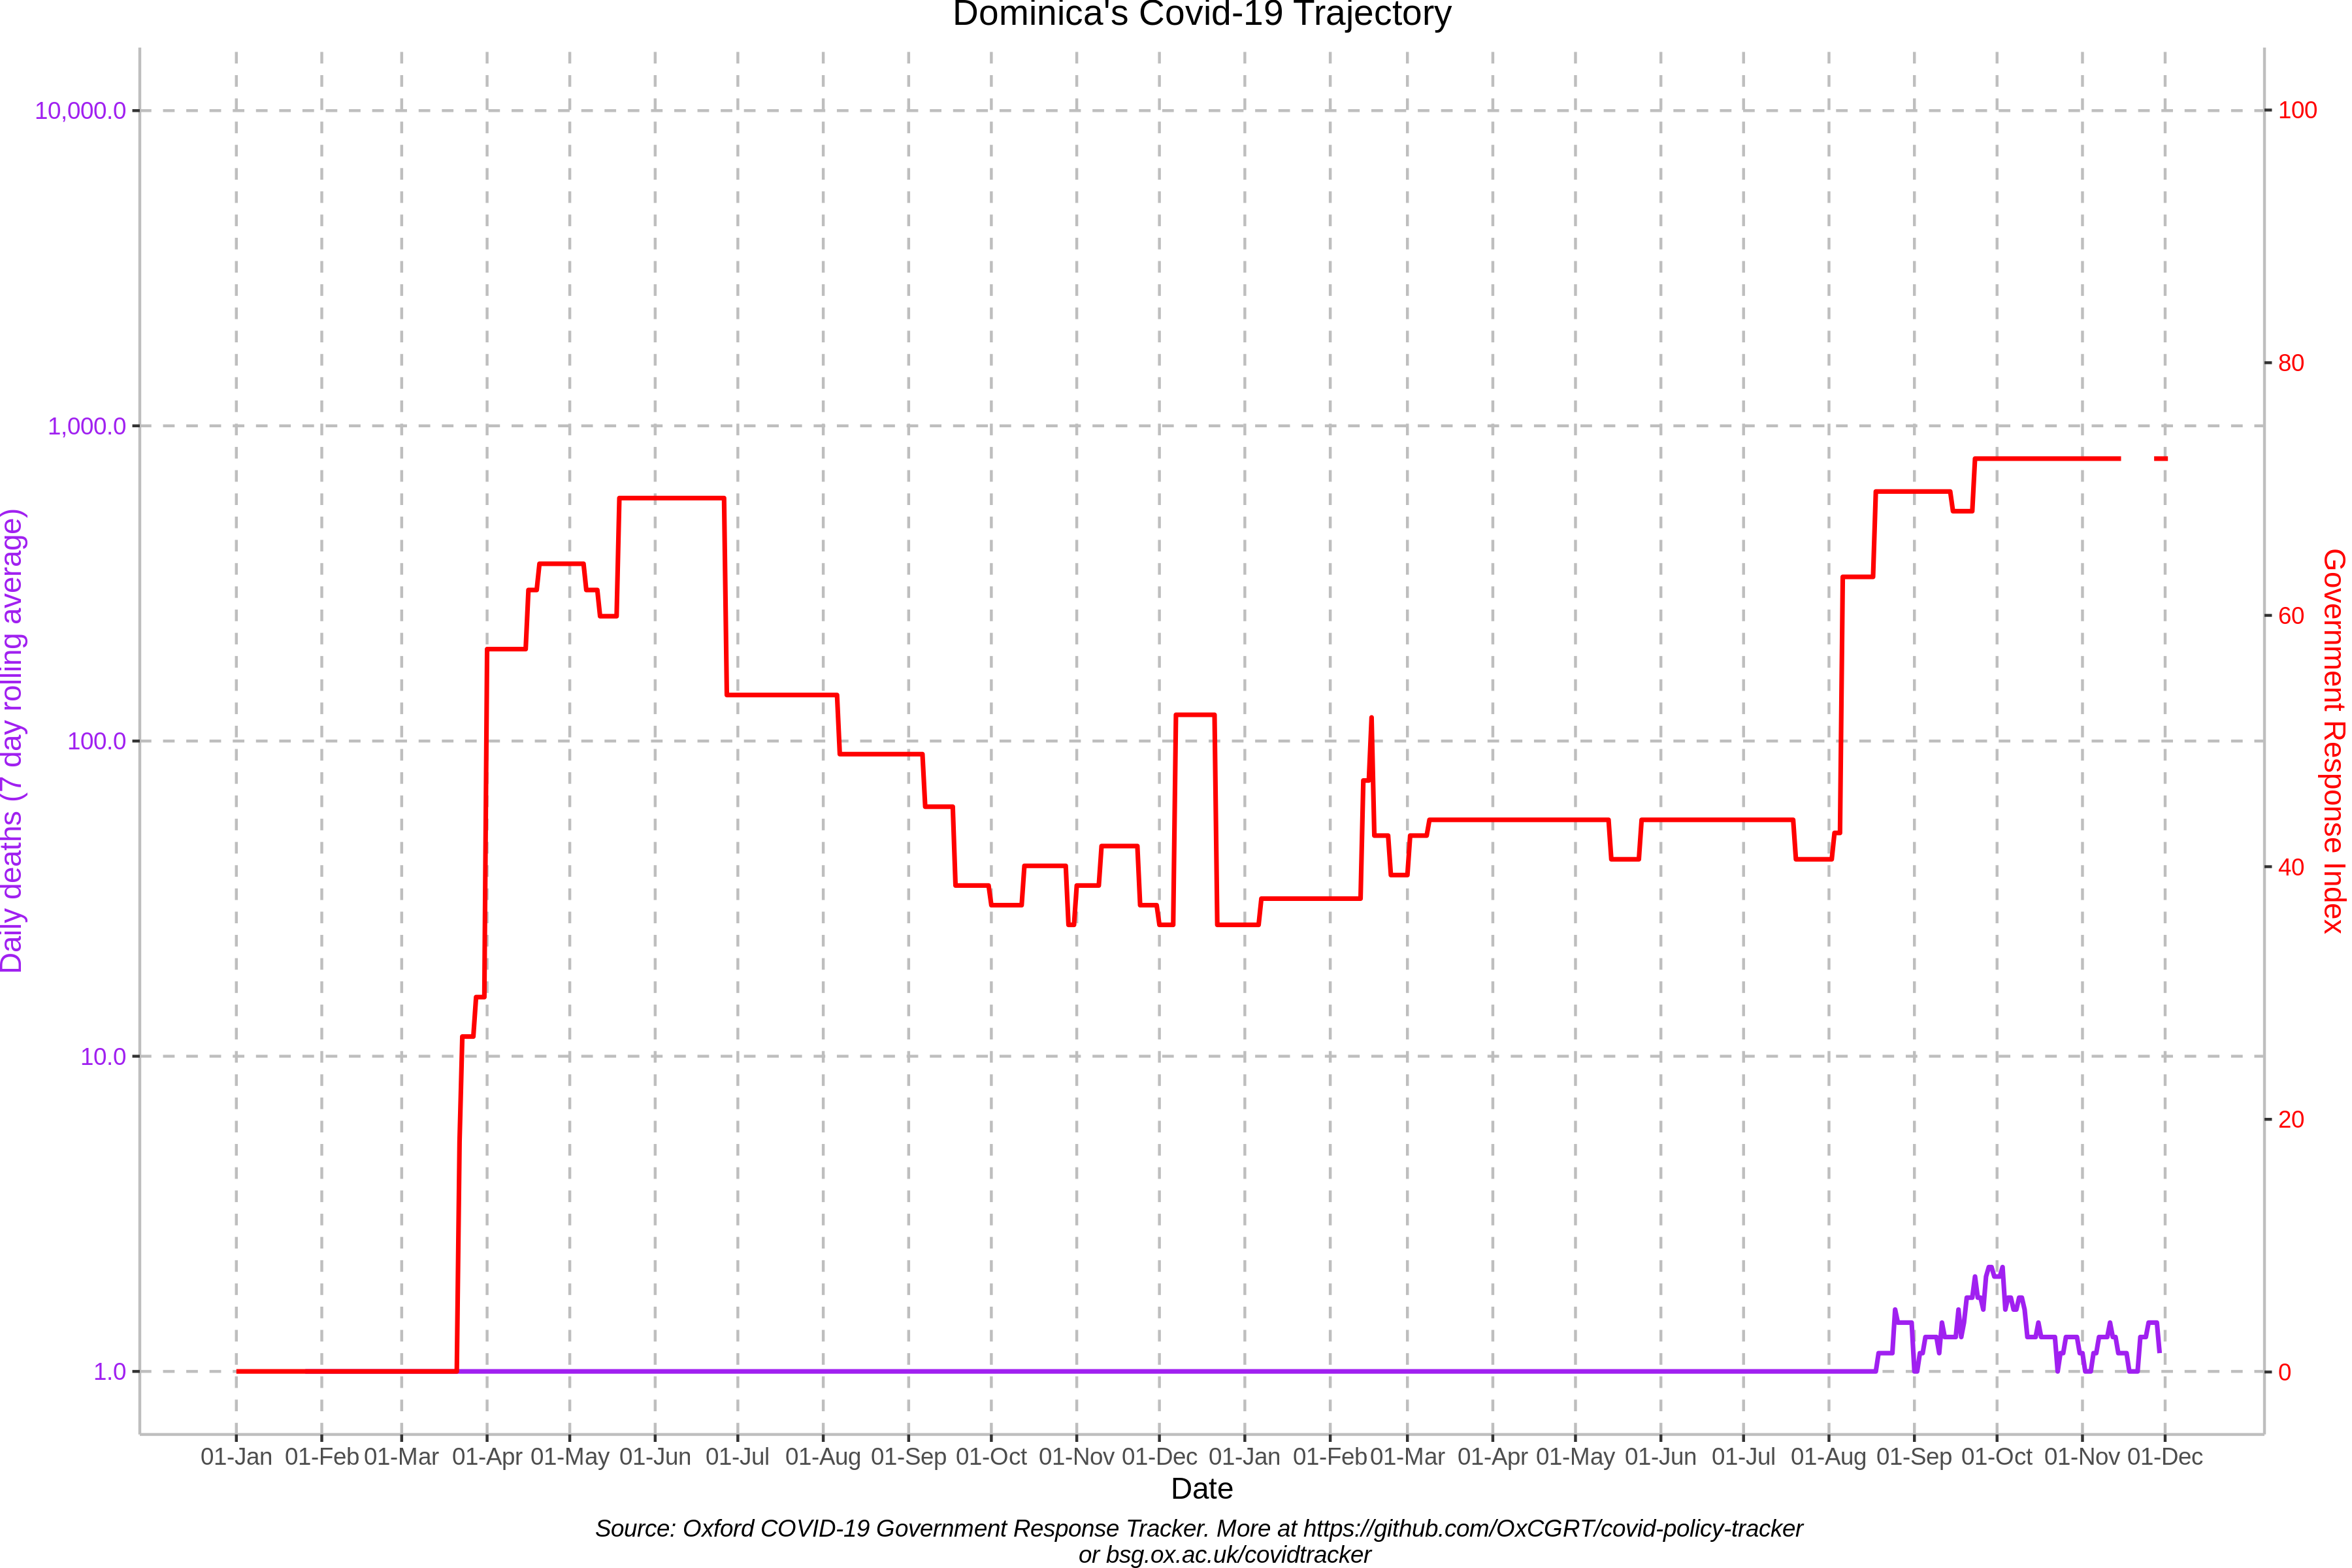 Dominica's Covid-19 Trajectory
10,000.0
1,000.0
100.0
10.0
1.0
Daily deaths (7 day rolling average)
100
80
60
40
20
0
Government Response Index
01-Jan 01-Feb 01-Mar 01-Apr 01-May 01-Jun 01-Jul 01-Aug 01-Sep 01-Oct 01-Nov 01-Dec 01-Jan 01-Feb 01-Mar 01-Apr 01-May 01-Jun 01-Jul 01-Aug 01-Sep 01-Oct 01-Nov 01-Dec
Date
Source: Oxford COVID-19 Government Response Tracker. More at https://github.com/OxCGRT/covid-policy-tracker
or bsg.ox.ac.uk/covidtracker